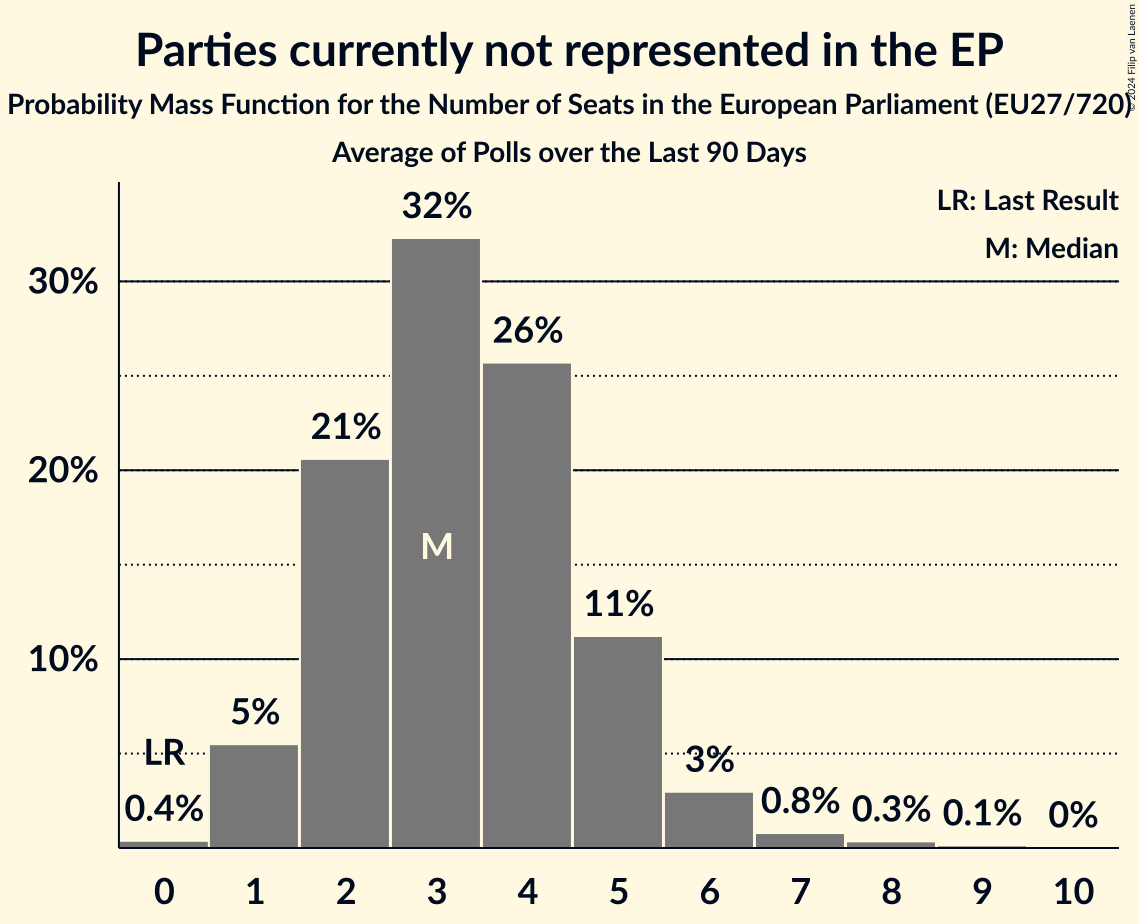 Parties currently not represented in the EP
Probability Mass Function for the Number of Seats in the European Parliament (EU27/720)
Average of Polls over the Last 90 Days
© 2024 Filip van Laenen
LR: Last Result
M: Median
30%
20%
10%
LR
0.4%
5%
21%
32%
M
26%
11%
3%
0.8%
0.3%
0.1%
0%
0 1 2 3 4 5 6 7 8 9 10